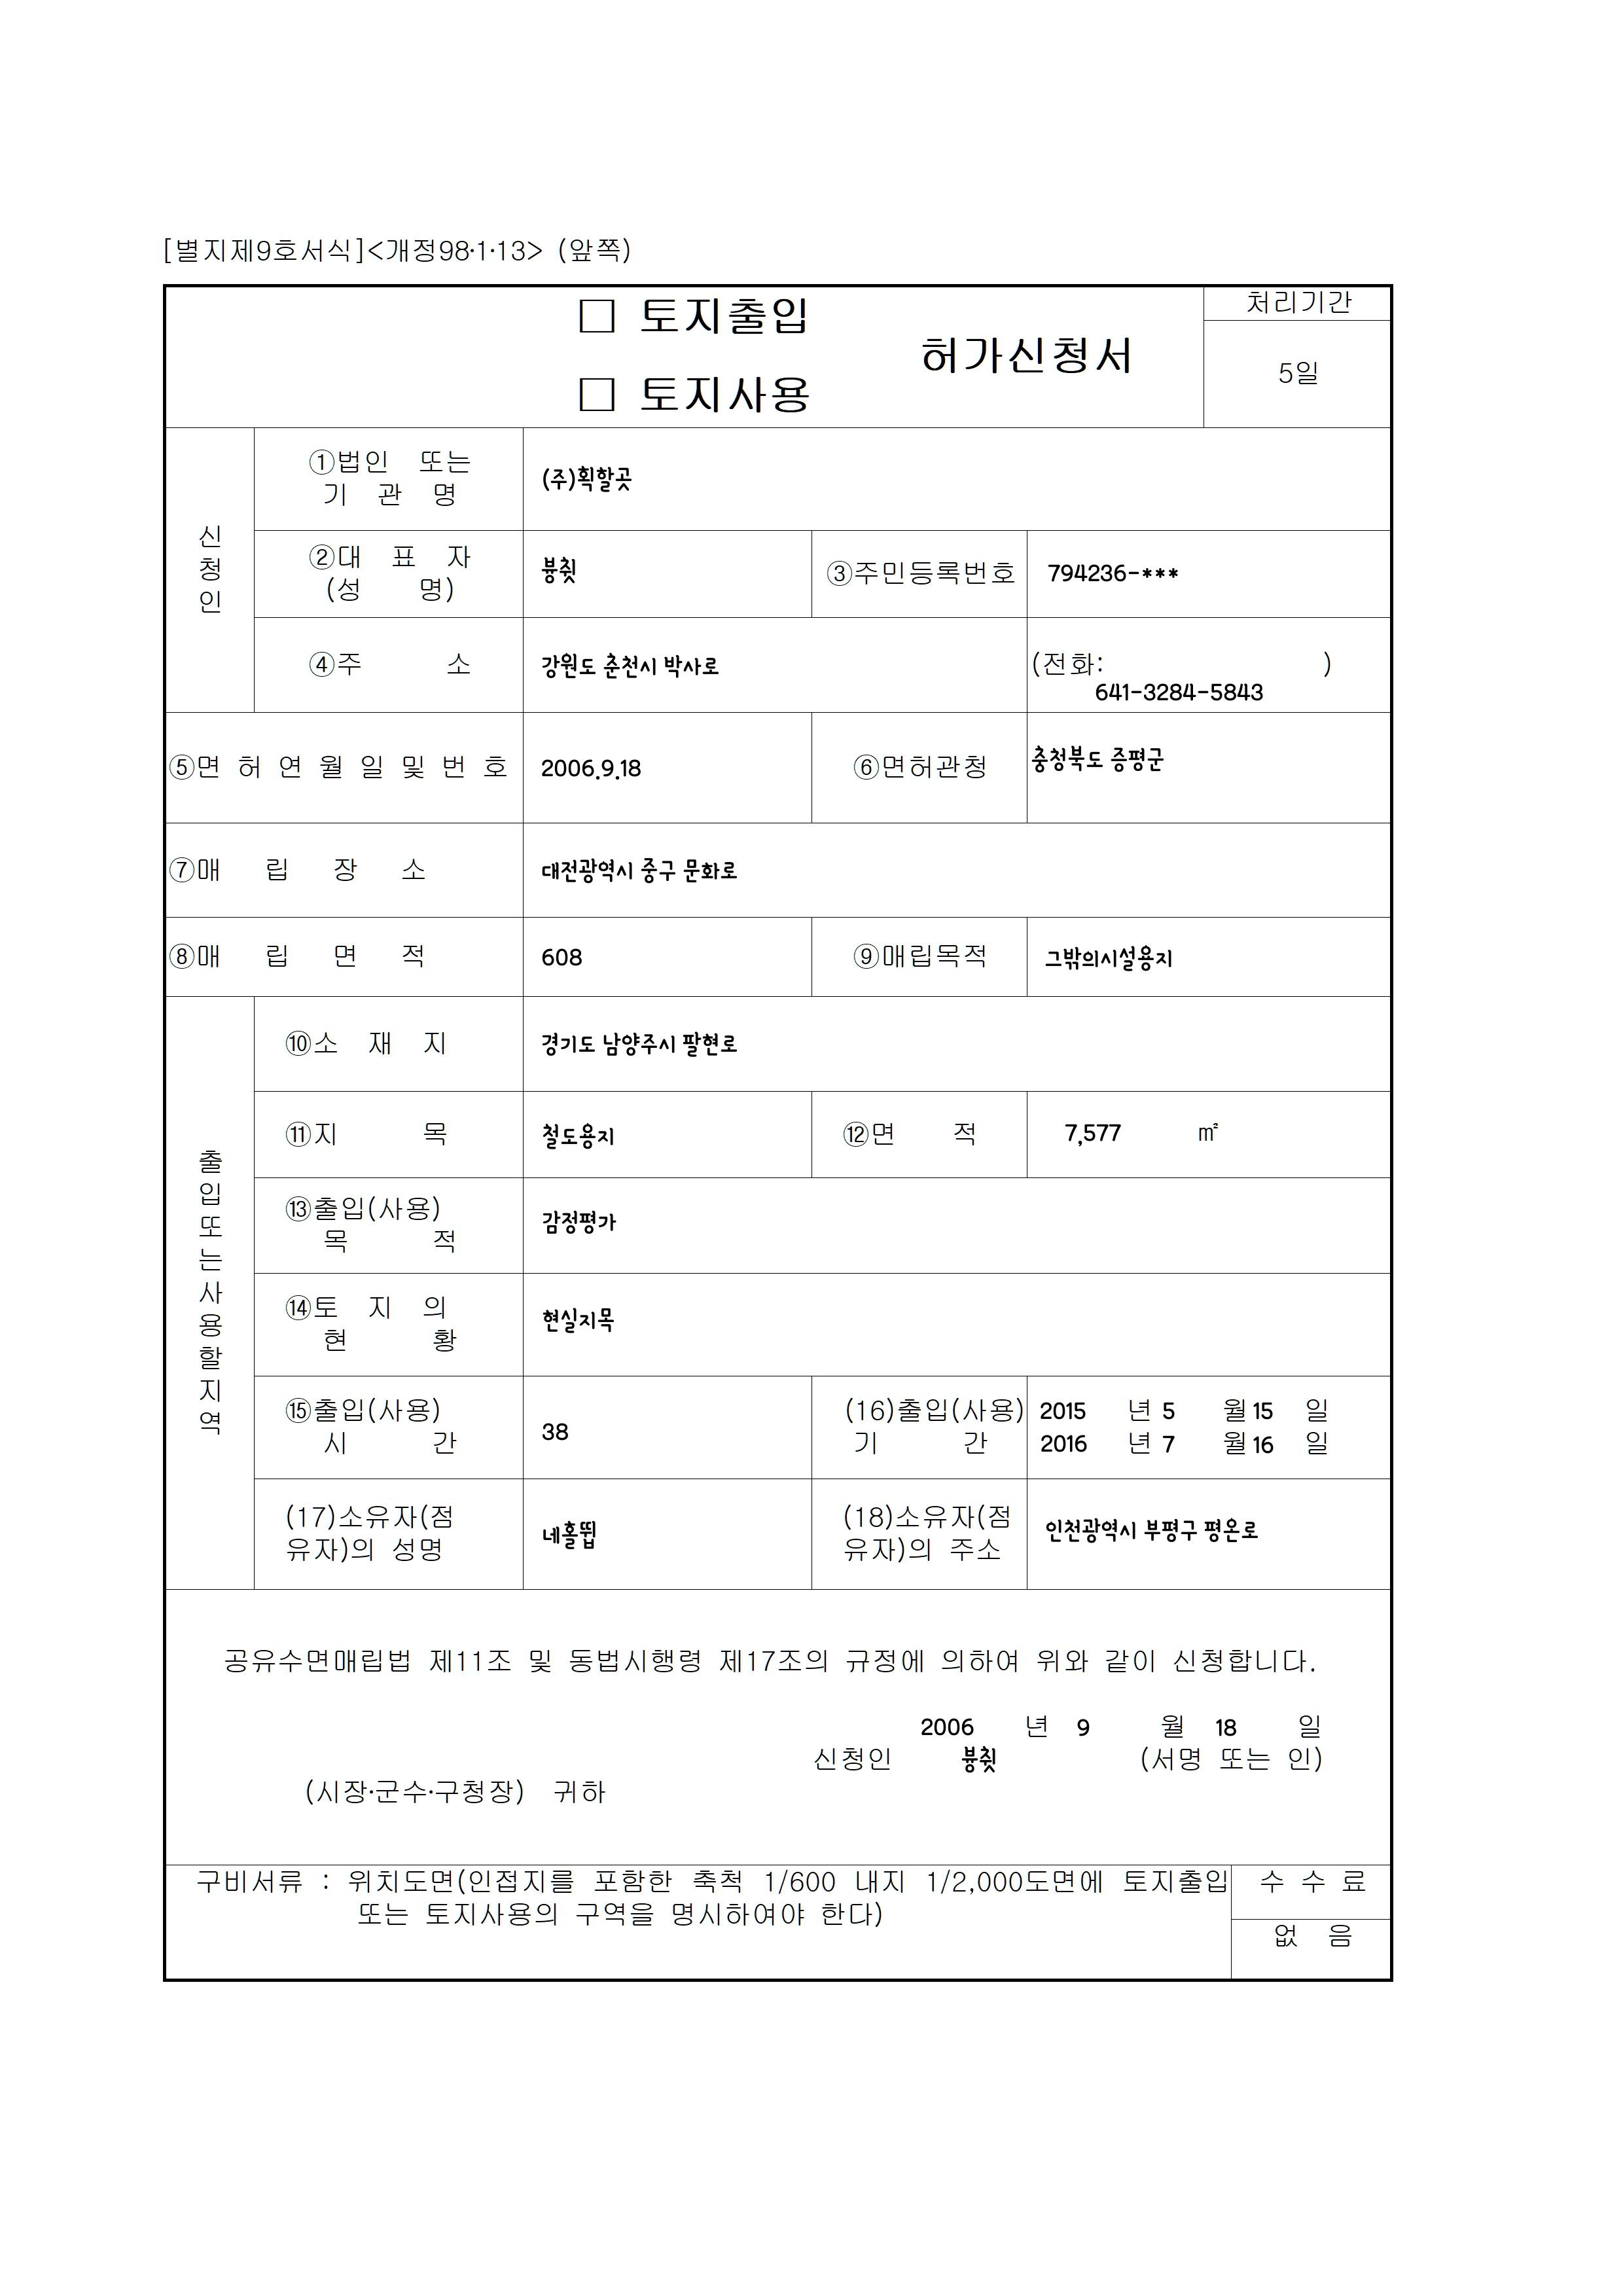 [별지제9호서식]<개정98·1·13> (앞쪽)
□ 토지출입
□ 토지사용
허가신청서
처리기간
5일
신청인
①법인 또는 기 관 명
(주)획할곳
②대 표 자 (성 명)
뷹췻
③주민등록번호
794236-***
④주 소
강원도 춘천시 박사로
(전화: )
641-3284-5843
⑤면 허 연 월 일 및 번 호
2006.9.18
⑥면허관청
충청북도 증평군
⑦매 립 장 소
대전광역시 중구 문화로
⑧매 립 면 적
608
⑨매립목적
그밖의시설용지
출입또는사용할지역
⑩소 재 지
경기도 남양주시 팔현로
⑪지 목
철도용지
⑫면 적
7,577 ㎡
⑬출입(사용) 목 적
감정평가
⑭토 지 의 현 황
현실지목
⑮출입(사용) 시 간
38
(16)출입(사용) 기 간
2015 년 5 월 15 일
2016 년 7 월 16 일
(17)소유자(점유자)의 성명
네홀뛉
(18)소유자(점유자)의 주소
인천광역시 부평구 평온로
공유수면매립법 제11조 및 동법시행령 제17조의 규정에 의하여 위와 같이 신청합니다.
2006 년 9 월 18 일
신청인 뷹췻 (서명 또는 인)
(시장·군수·구청장) 귀하
구비서류 : 위치도면(인접지를 포함한 축척 1/600 내지 1/2,000도면에 토지출입
또는 토지사용의 구역을 명시하여야 한다)
수 수 료
없 음